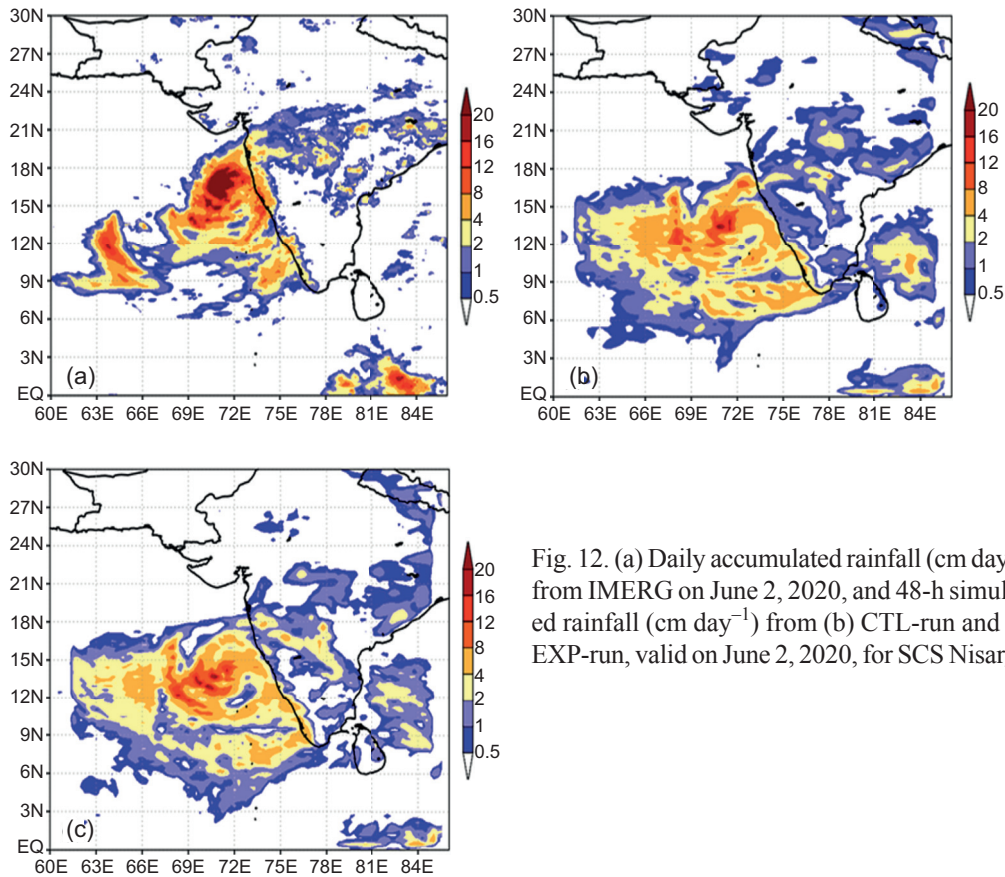 30N
27N
24N
21N
18N
15N
12N
9N
6N
3N
EQ
(a)
60E 63E 66E 69E 72E 75E 78E 81E 84E
20
16
12
8
4
2
1
0.5
30N
27N
24N
21N
18N
15N
12N
9N
6N
3N
EQ
(b)
60E 63E 66E 69E 72E 75E 78E 81E 84E
20
16
12
8
4
2
1
0.5
30N
27N
24N
21N
18N
15N
12N
9N
6N
3N
EQ
(c)
60E 63E 66E 69E 72E 75E 78E 81E 84E
20
16
12
8
4
2
1
0.5
Fig. 12. (a) Daily accumulated rainfall (cm day
from IMERG on June 2, 2020, and 48-h simul
ed rainfall (cm day⁻¹) from (b) CTL-run and
EXP-run, valid on June 2, 2020, for SCS Nisar